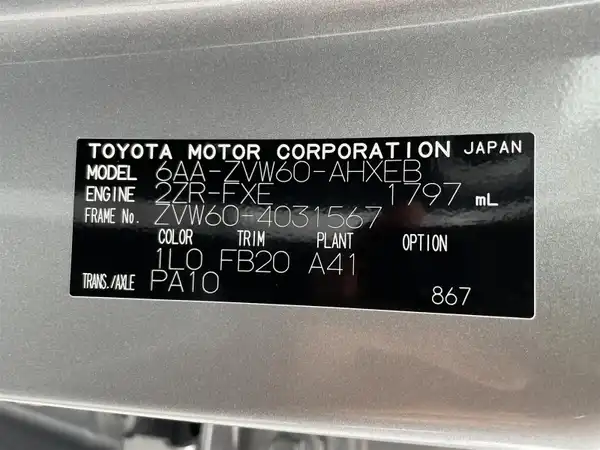 TOYOTA MOTOR CORPORATION JAPAN
MODEL 6AA-ZVW60-AHXEB
ENGINE 2ZR-FXE 1797 mL
FRAME No. ZVW60-4031567
COLOR TRIM PLANT OPTION
1L0 FB20 A41
TRANS./AXLE PA10
867